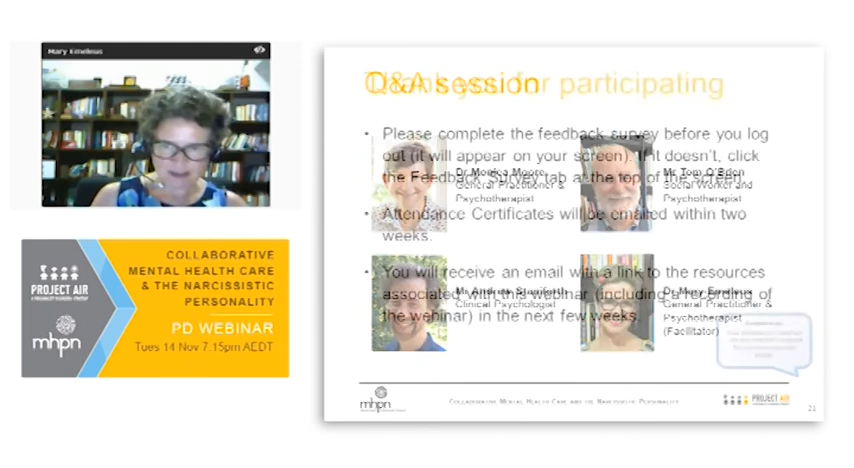 Mary Emeleus
COLLABORATIVE
MENTAL HEALTH CARE
& THE NARCISSISTIC
PERSONALITY
PROJECT AIR
PD WEBINAR
mhpn
Tues 14 Nov 7.15pm AEDT
Q&A session
Thank you for participating
• Please complete the feedback survey before you log
out (it will appear on your screen). If it doesn't, click
the Feedback Survey tab at the top of the screen.
Dr Monica Moore
General Practitioner &
Psychotherapist
Mr Tom O'Brien
Social Worker and
Psychotherapist
• Attendance Certificates will be emailed within two
weeks.
• You will receive an email with a link to the resources
associated with this webinar (including a recording of
the webinar) in the next few weeks.
Mr Andrew
Clinical Psychologist
Dr Mary Emeleus
General Practitioner &
Psychotherapist
(Facilitator)
mhpn
COLLABORATIVE MENTAL HEALTH CARE AND THE NARCISSISTIC PERSONALITY
PROJECT AIR
21